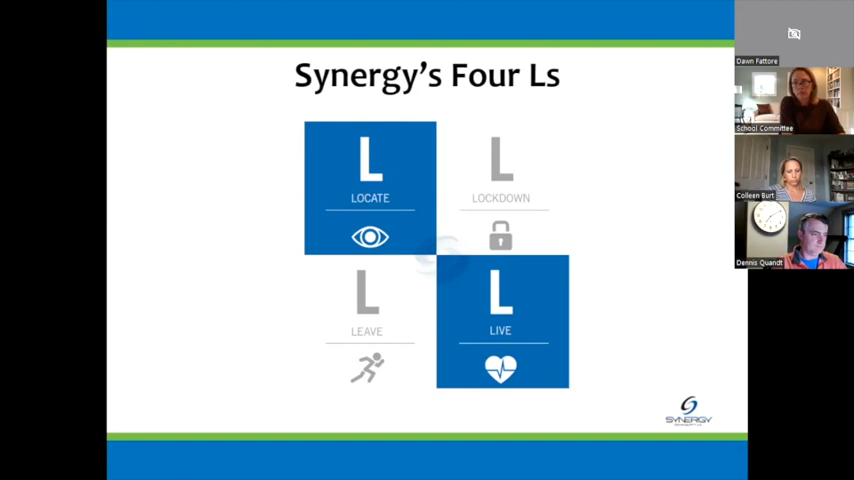 Synergy's Four Ls
L
LOCATE
L
LOCKDOWN
L
LEAVE
L
LIVE
SYNERGY
Dawn Fattore
School Committee
Colleen Burt
Dennis Quandt